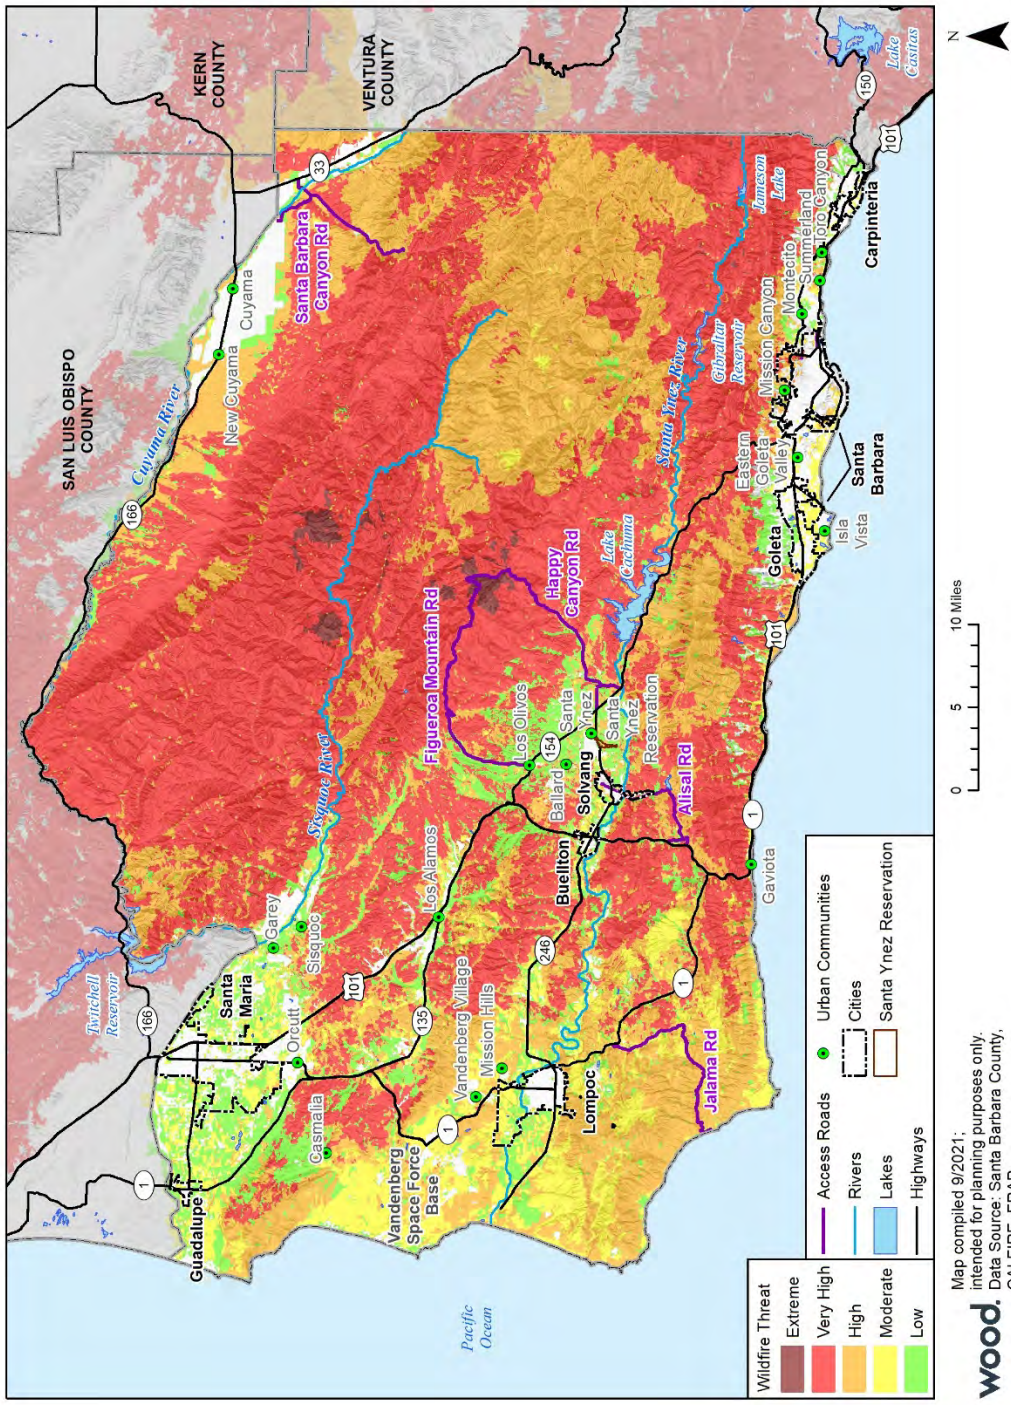 KERN
COUNTY
VENTURA
COUNTY
SAN LUIS OBISPO
COUNTY
Lake
Casitas
150
101
33
Santa Barbara
Canyon Rd
Cuyama
New Cuyama
Cuyuma River
166
Jameson
Lake
Toro Canyon
Summerland
Montecito
Carpinteria
Mission Canyon
Gibraltar
Reservoir
Santa Ynez River
Eastern
Goleta
Valley
Santa
Barbara
Goleta
Isla
Vista
101
Lake
Cachuma
Happy
Canyon Rd
Figueroa Mountain Rd
Sisquoc River
Los Olivos
154
Ballard
Santa
Ynez
Solvang
Santa
Ynez
Reservation
Alisal Rd
Buellton
1
Gaviota
Los Alamos
Garey
Sisquoc
Twitchell
Reservoir
166
Santa
Maria
Orcutt
101
135
246
Vandenberg Village
Mission Hills
Lompoc
1
Jalama Rd
Casmalia
1
Vandenberg
Space Force
Base
Guadalupe
1
Pacific
Ocean
N
0 5 10 Miles
Wildfire Threat
Extreme
Very High
High
Moderate
Low
Access Roads
Rivers
Lakes
Highways
Urban Communities
Cities
Santa Ynez Reservation
wood.
Map compiled 9/2021;
intended for planning purposes only.
Data Source: Santa Barbara County,